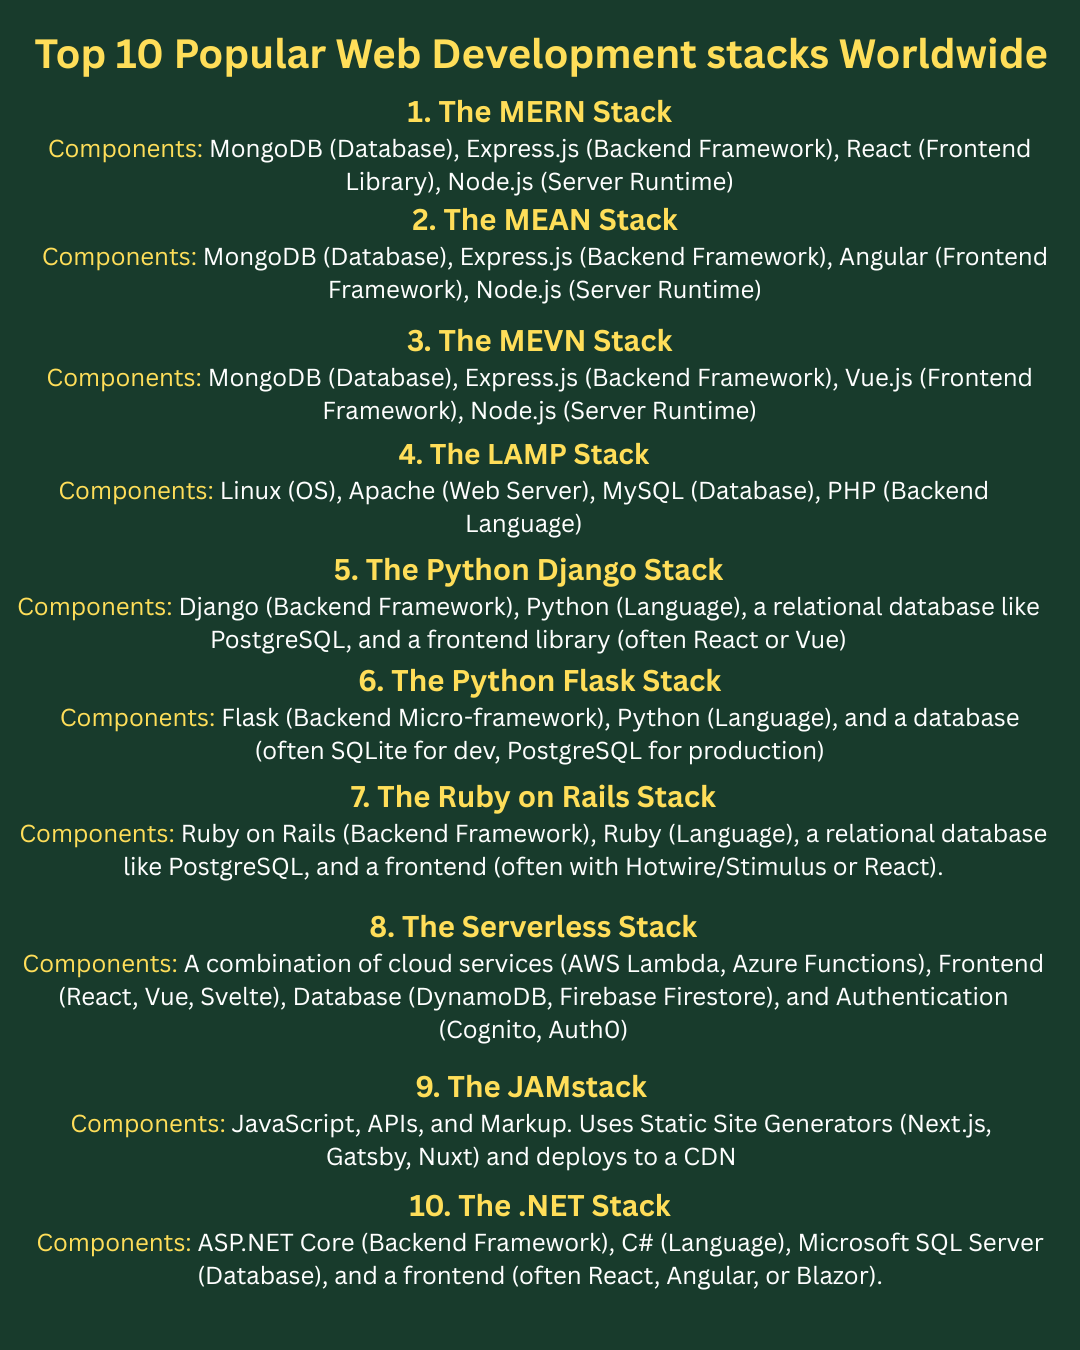 Top 10 Popular Web Development stacks Worldwide
1. The MERN Stack
Components: MongoDB (Database), Express.js (Backend Framework), React (Frontend
Library), Node.js (Server Runtime)
2. The MEAN Stack
Components: MongoDB (Database), Express.js (Backend Framework), Angular (Frontend
Framework), Node.js (Server Runtime)
3. The MEVN Stack
Components: MongoDB (Database), Express.js (Backend Framework), Vue.js (Frontend
Framework), Node.js (Server Runtime)
4. The LAMP Stack
Components: Linux (OS), Apache (Web Server), MySQL (Database), PHP (Backend
Language)
5. The Python Django Stack
Components: Django (Backend Framework), Python (Language), a relational database like
PostgreSQL, and a frontend library (often React or Vue)
6. The Python Flask Stack
Components: Flask (Backend Micro-framework), Python (Language), and a database
(often SQLite for dev, PostgreSQL for production)
7. The Ruby on Rails Stack
Components: Ruby on Rails (Backend Framework), Ruby (Language), a relational database
like PostgreSQL, and a frontend (often with Hotwire/Stimulus or React).
8. The Serverless Stack
Components: A combination of cloud services (AWS Lambda, Azure Functions), Frontend
(React, Vue, Svelte), Database (DynamoDB, Firebase Firestore), and Authentication
(Cognito, Auth0)
9. The JAMstack
Components: JavaScript, APIs, and Markup. Uses Static Site Generators (Next.js,
Gatsby, Nuxt) and deploys to a CDN
10. The .NET Stack
Components: ASP.NET Core (Backend Framework), C# (Language), Microsoft SQL Server
(Database), and a frontend (often React, Angular, or Blazor).